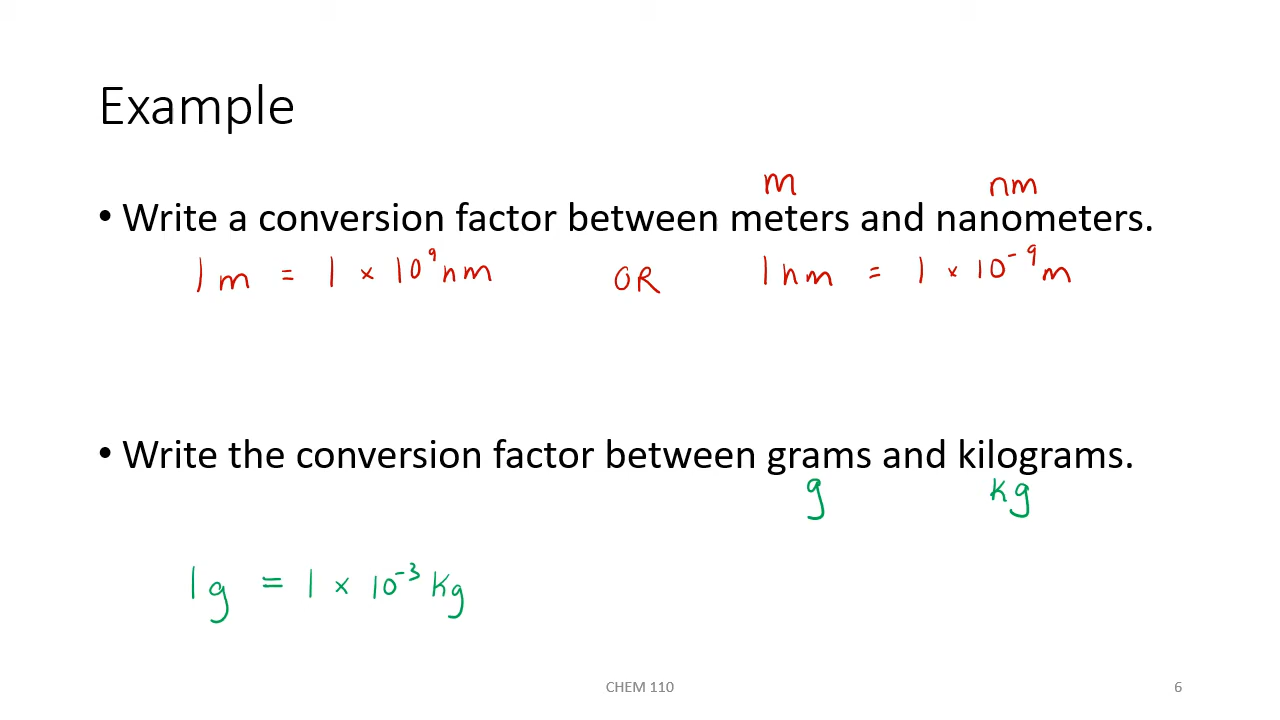 Example
m nm
• Write a conversion factor between meters and nanometers.
1 m = 1 × 10⁹ nm OR 1 nm = 1 × 10⁻⁹ m
• Write the conversion factor between grams and kilograms.
g kg
1 g = 1 × 10⁻³ kg
CHEM 110 6